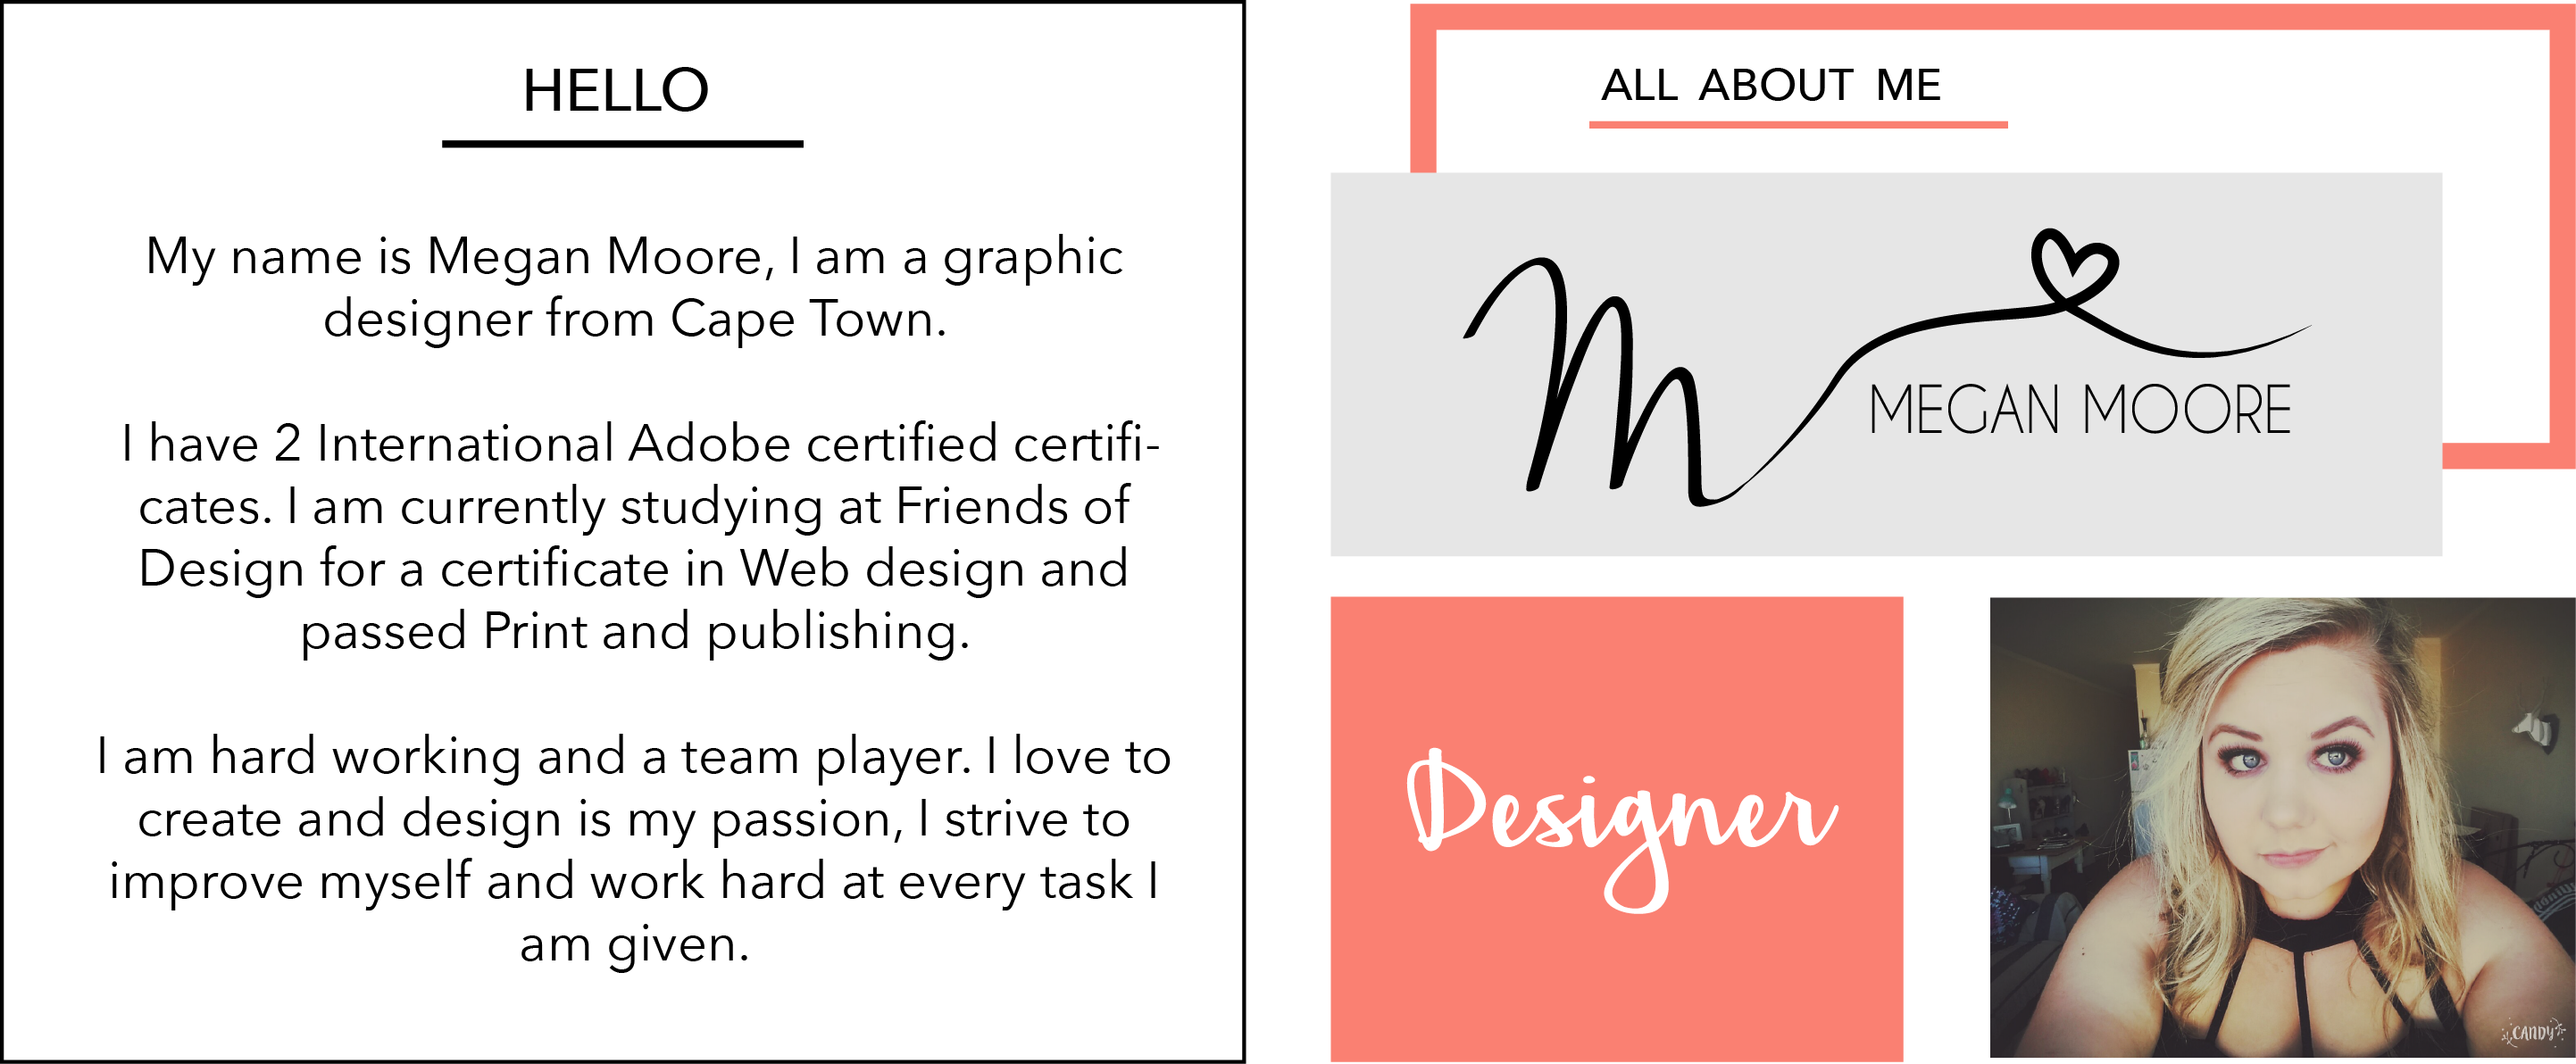 HELLO
My name is Megan Moore, I am a graphic
designer from Cape Town.
I have 2 International Adobe certified certifi-
cates. I am currently studying at Friends of
Design for a certificate in Web design and
passed Print and publishing.
I am hard working and a team player. I love to
create and design is my passion, I strive to
improve myself and work hard at every task I
am given.
ALL ABOUT ME
M
MEGAN MOORE
Designer
CANDY